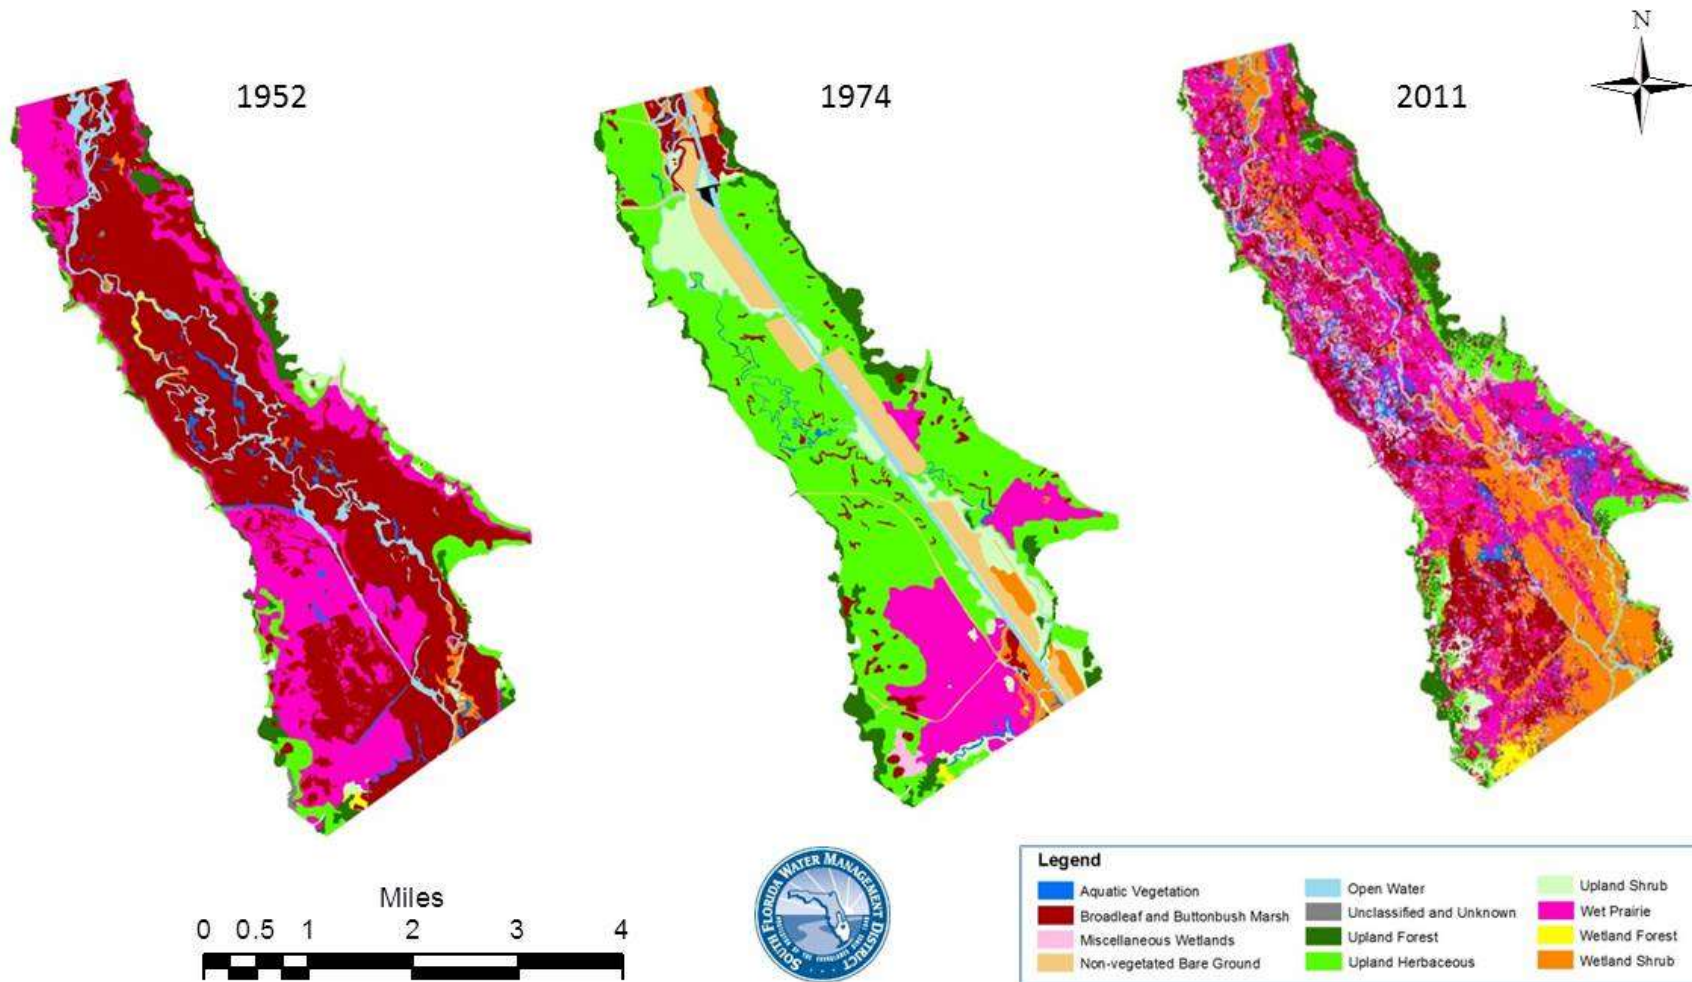 N
1952
1974
2011
Miles
0 0.5 1 2 3 4
SOUTH FLORIDA WATER MANAGEMENT DISTRICT
Legend
Aquatic Vegetation
Broadleaf and Buttonbush Marsh
Miscellaneous Wetlands
Non-vegetated Bare Ground
Open Water
Unclassified and Unknown
Upland Forest
Upland Herbaceous
Upland Shrub
Wet Prairie
Wetland Forest
Wetland Shrub